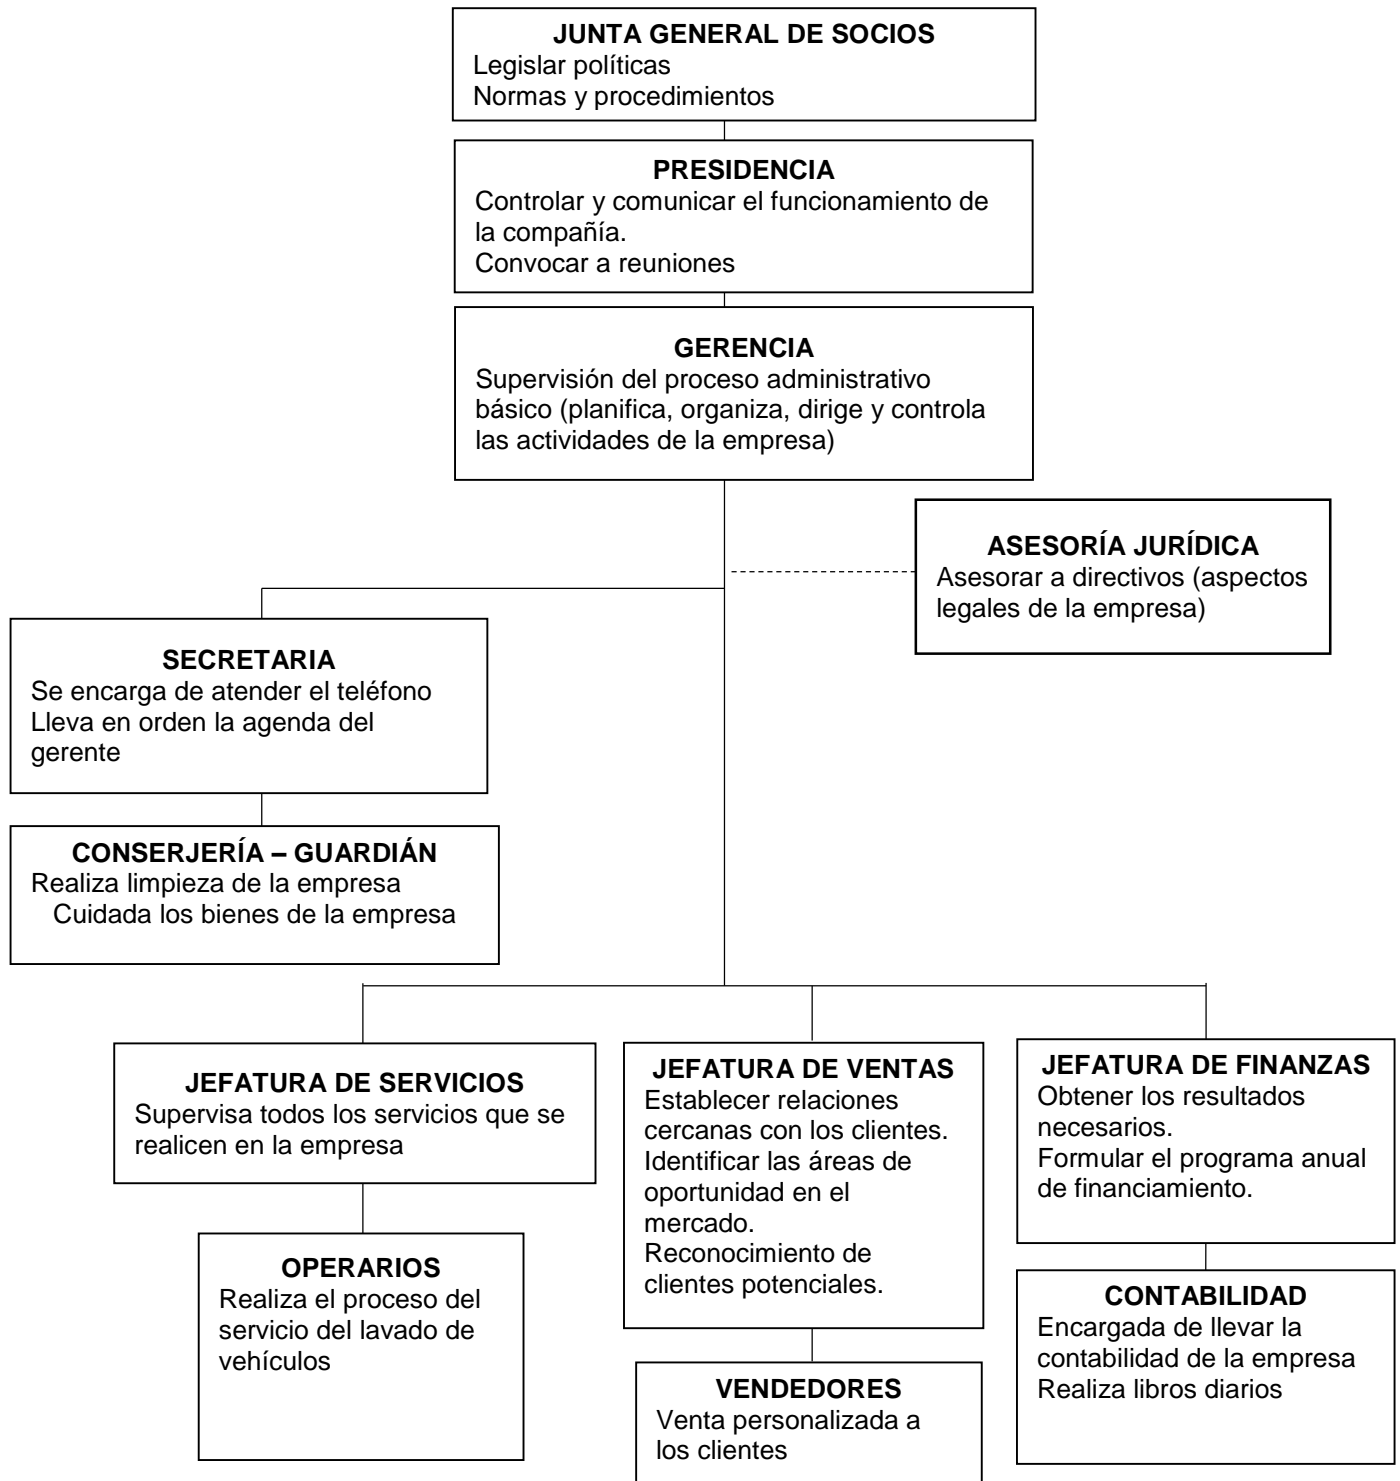 JUNTA GENERAL DE SOCIOS
Legislar políticas
Normas y procedimientos
PRESIDENCIA
Controlar y comunicar el funcionamiento de
la compañía.
Convocar a reuniones
GERENCIA
Supervisión del proceso administrativo
básico (planifica, organiza, dirige y controla
las actividades de la empresa)
ASESORÍA JURÍDICA
Asesorar a directivos (aspectos
legales de la empresa)
SECRETARIA
Se encarga de atender el teléfono
Lleva en orden la agenda del
gerente
CONSERJERÍA – GUARDIÁN
Realiza limpieza de la empresa
Cuidada los bienes de la empresa
JEFATURA DE SERVICIOS
Supervisa todos los servicios que se
realicen en la empresa
OPERARIOS
Realiza el proceso del
servicio del lavado de
vehículos
JEFATURA DE VENTAS
Establecer relaciones
cercanas con los clientes.
Identificar las áreas de
oportunidad en el
mercado.
Reconocimiento de
clientes potenciales.
VENDEDORES
Venta personalizada a
los clientes
JEFATURA DE FINANZAS
Obtener los resultados
necesarios.
Formular el programa anual
de financiamiento.
CONTABILIDAD
Encargada de llevar la
contabilidad de la empresa
Realiza libros diarios